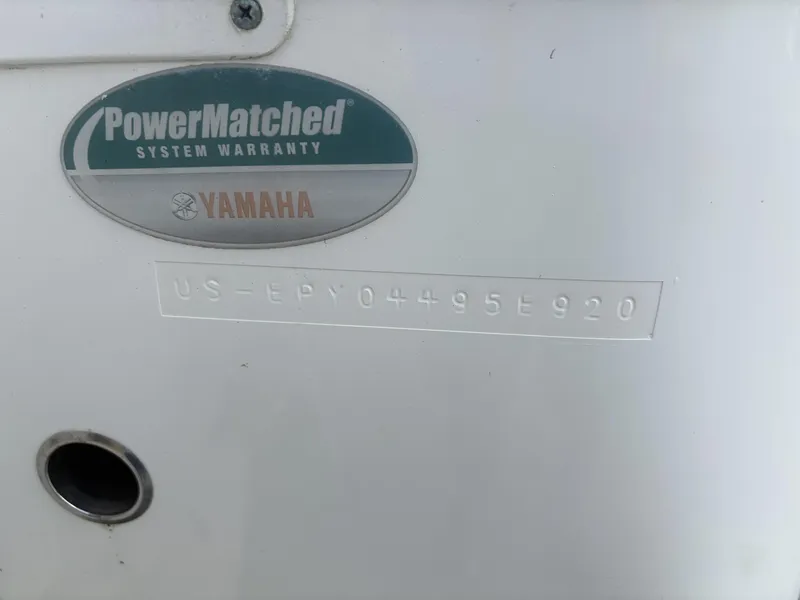 PowerMatched®
SYSTEM WARRANTY
YAMAHA
US-EPY04495E920